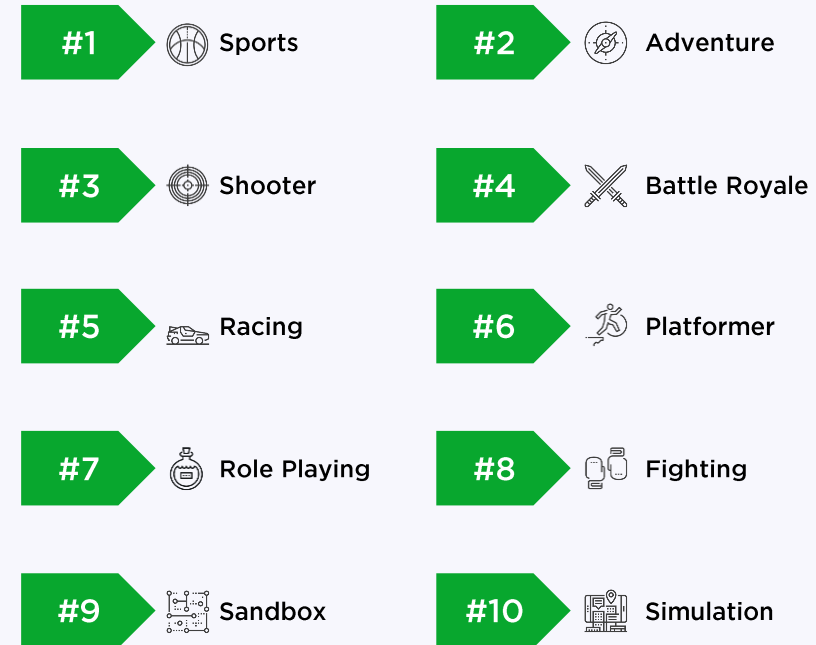 #1 Sports
#2 Adventure
#3 Shooter
#4 Battle Royale
#5 Racing
#6 Platformer
#7 Role Playing
#8 Fighting
#9 Sandbox
#10 Simulation